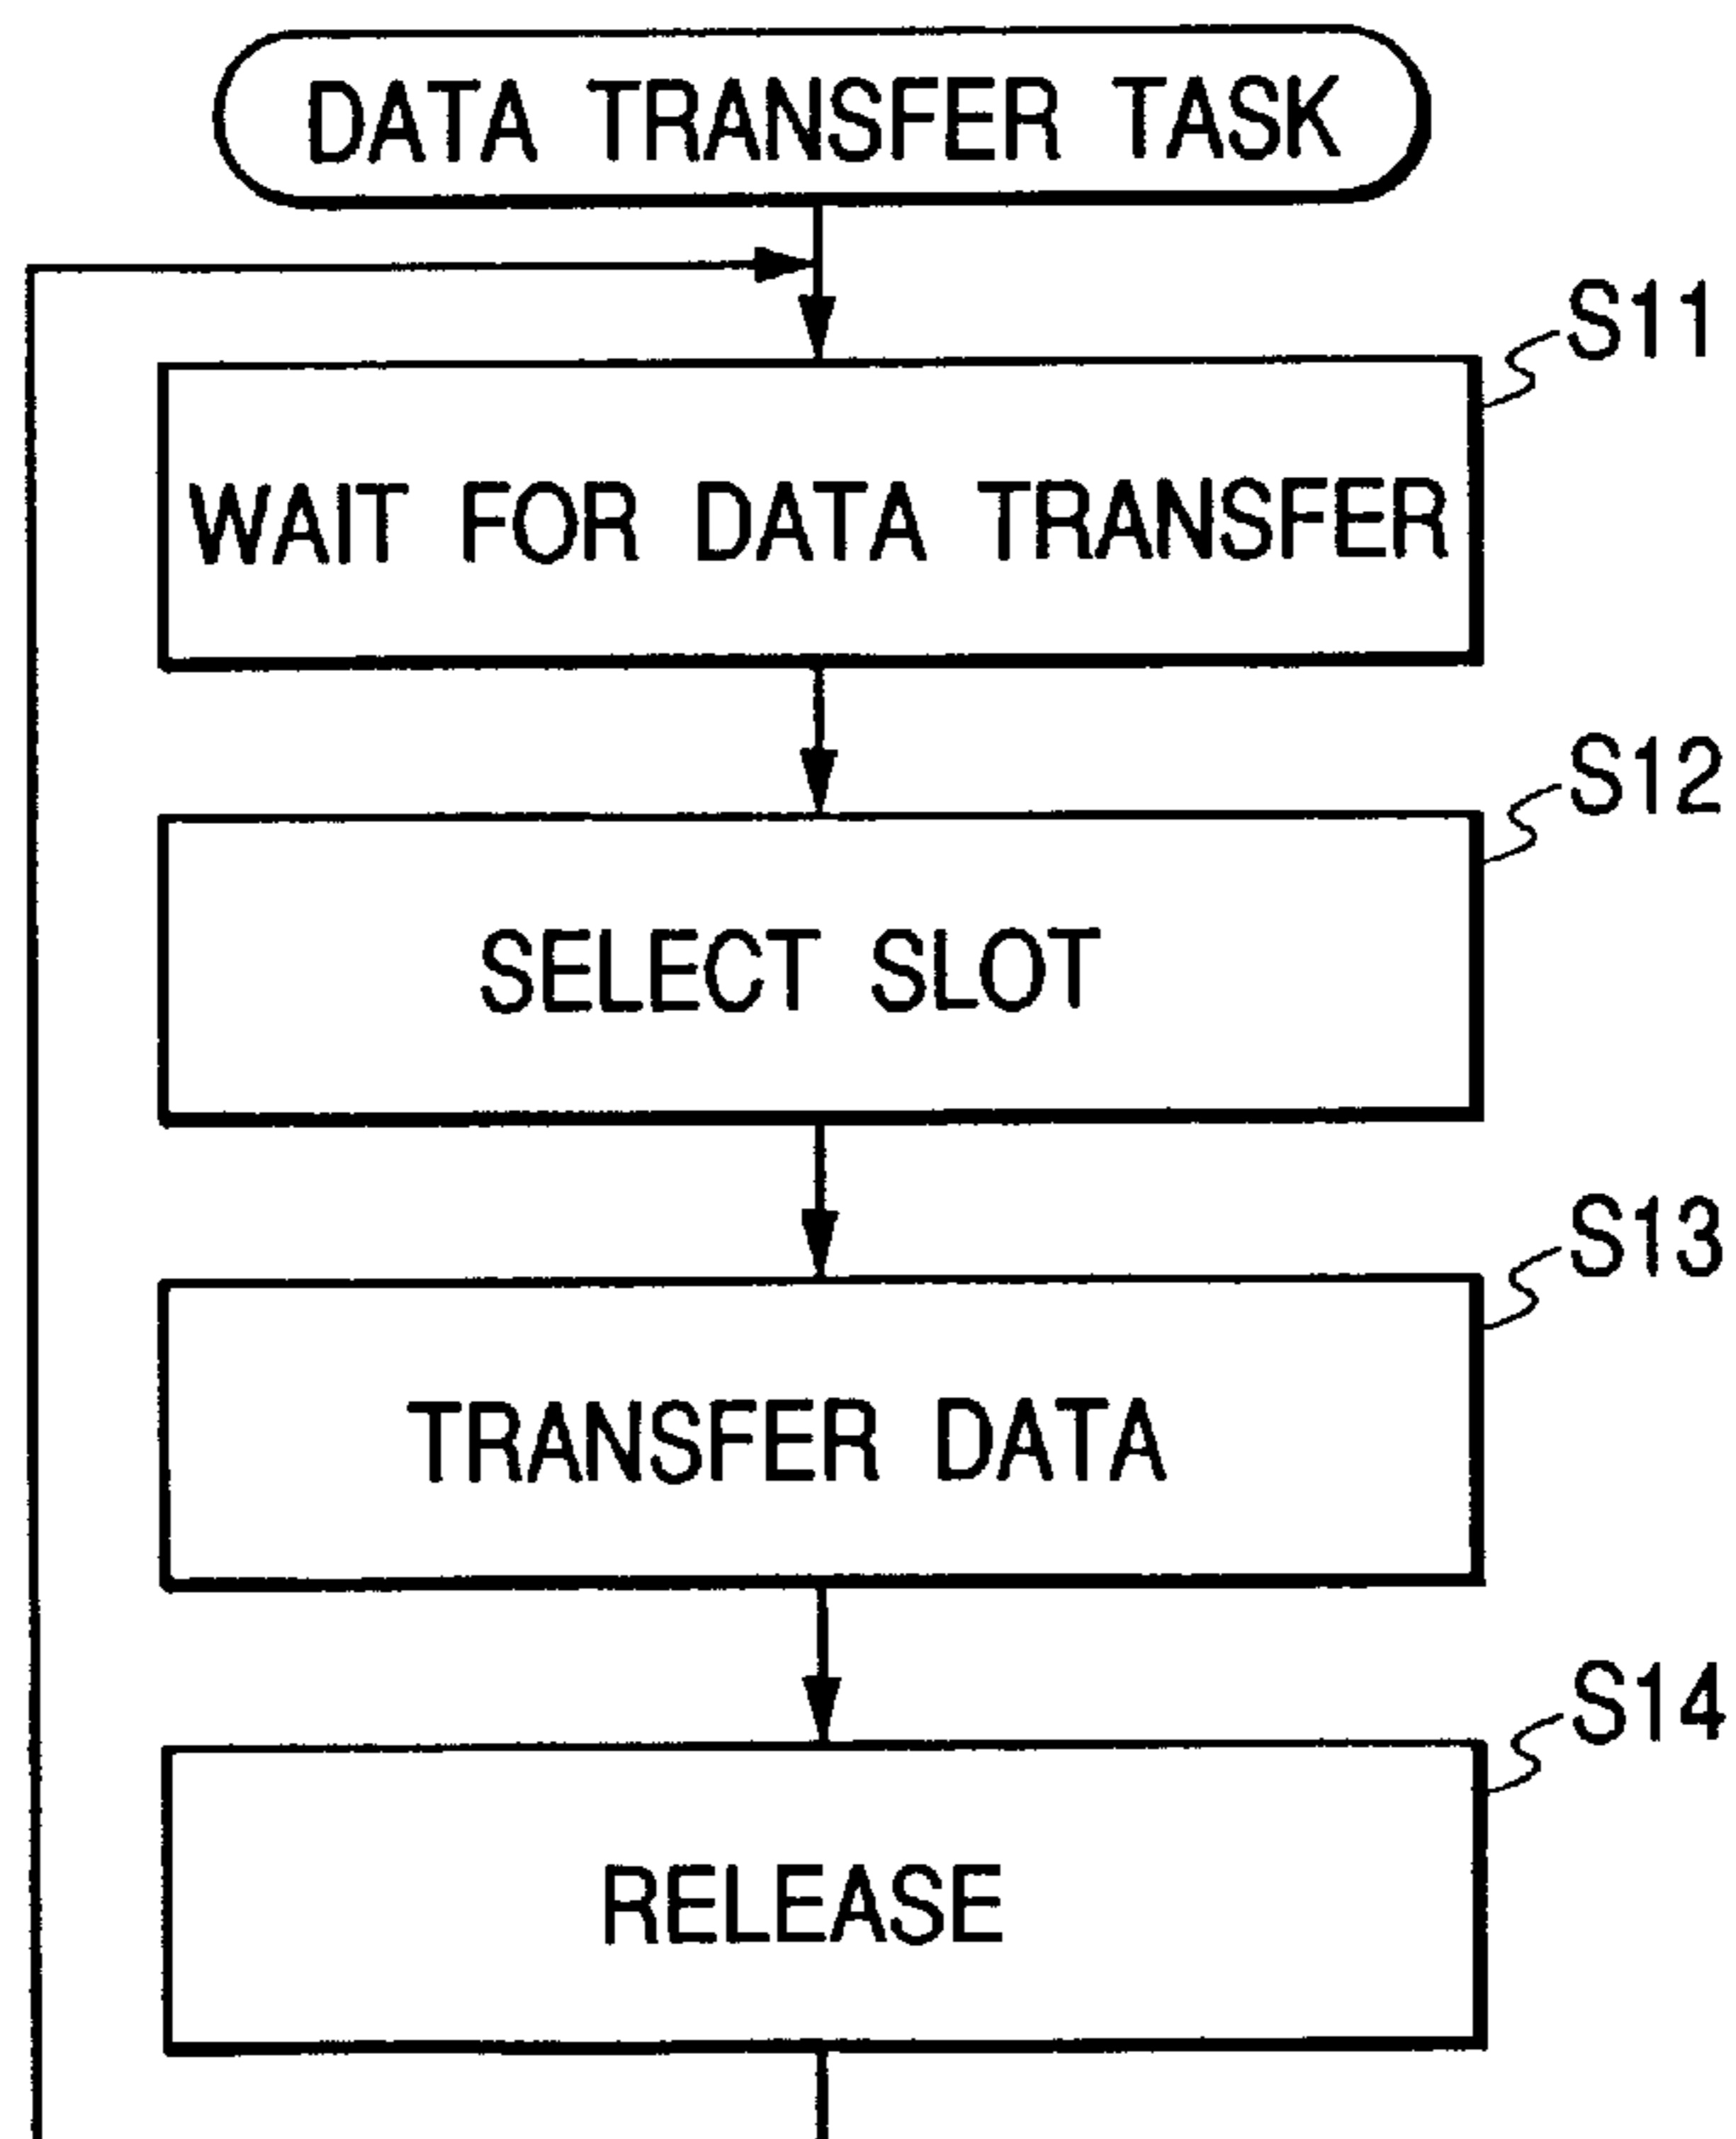 DATA TRANSFER TASK
S11
WAIT FOR DATA TRANSFER
S12
SELECT SLOT
S13
TRANSFER DATA
S14
RELEASE